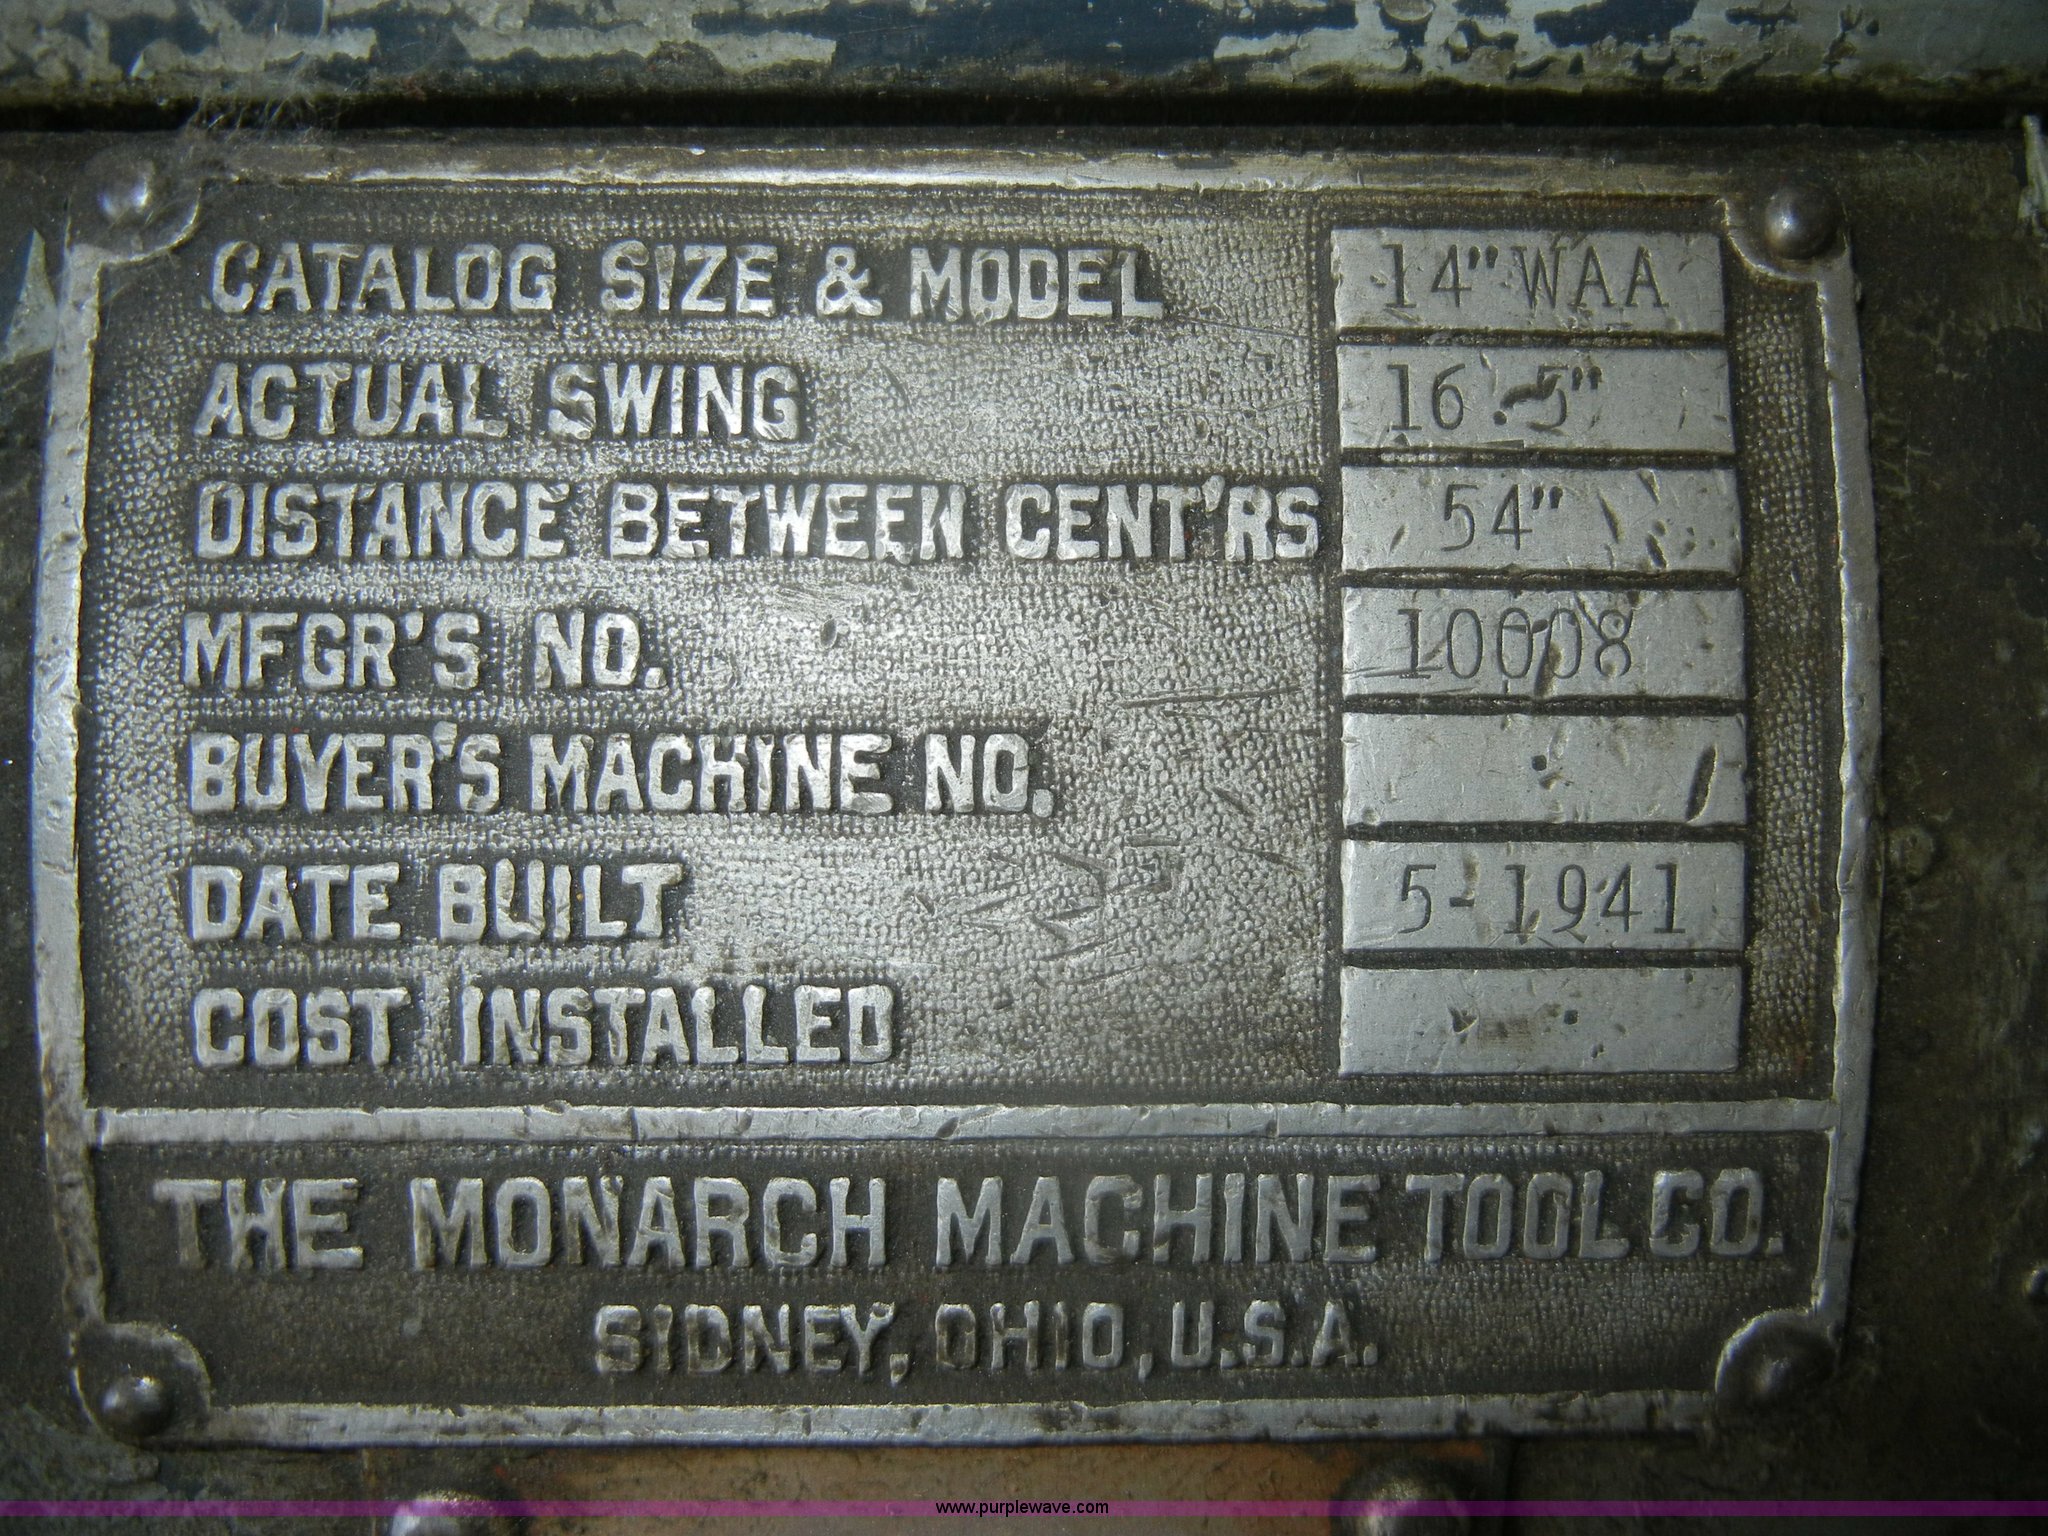 CATALOG SIZE & MODEL 14" WAA
ACTUAL SWING 16.5"
DISTANCE BETWEEN CENT'RS 54"
MFGR'S NO. 10008
BUYER'S MACHINE NO.
DATE BUILT 5-1941
COST INSTALLED
THE MONARCH MACHINE TOOL CO.
SIDNEY, OHIO, U.S.A.
www.purplewave.com